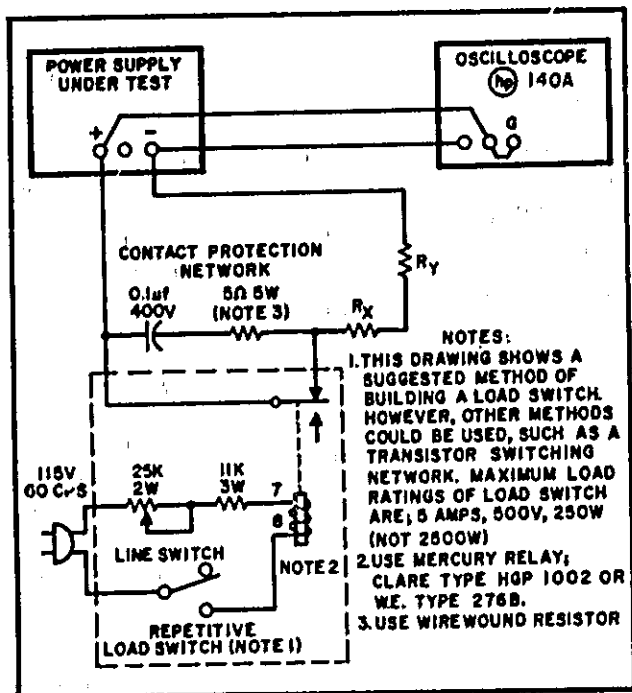 POWER SUPPLY
UNDER TEST
+
-
OSCILLOSCOPE
hp 140A
G
CONTACT PROTECTION
NETWORK
0.1uf
400V
5Ω 5W
(NOTE 3)
RX
RY
115V
60 CPS
25K
2W
11K
3W
7
8
LINE SWITCH
NOTE 2
REPETITIVE
LOAD SWITCH (NOTE 1)
NOTES:
1. THIS DRAWING SHOWS A
SUGGESTED METHOD OF
BUILDING A LOAD SWITCH.
HOWEVER, OTHER METHODS
COULD BE USED, SUCH AS A
TRANSISTOR SWITCHING
NETWORK. MAXIMUM LOAD
RATINGS OF LOAD SWITCH
ARE; 5 AMPS, 500V, 250W
(NOT 2500W)
2. USE MERCURY RELAY;
CLARE TYPE HGP 1002 OR
W.E. TYPE 276B.
3. USE WIREWOUND RESISTOR